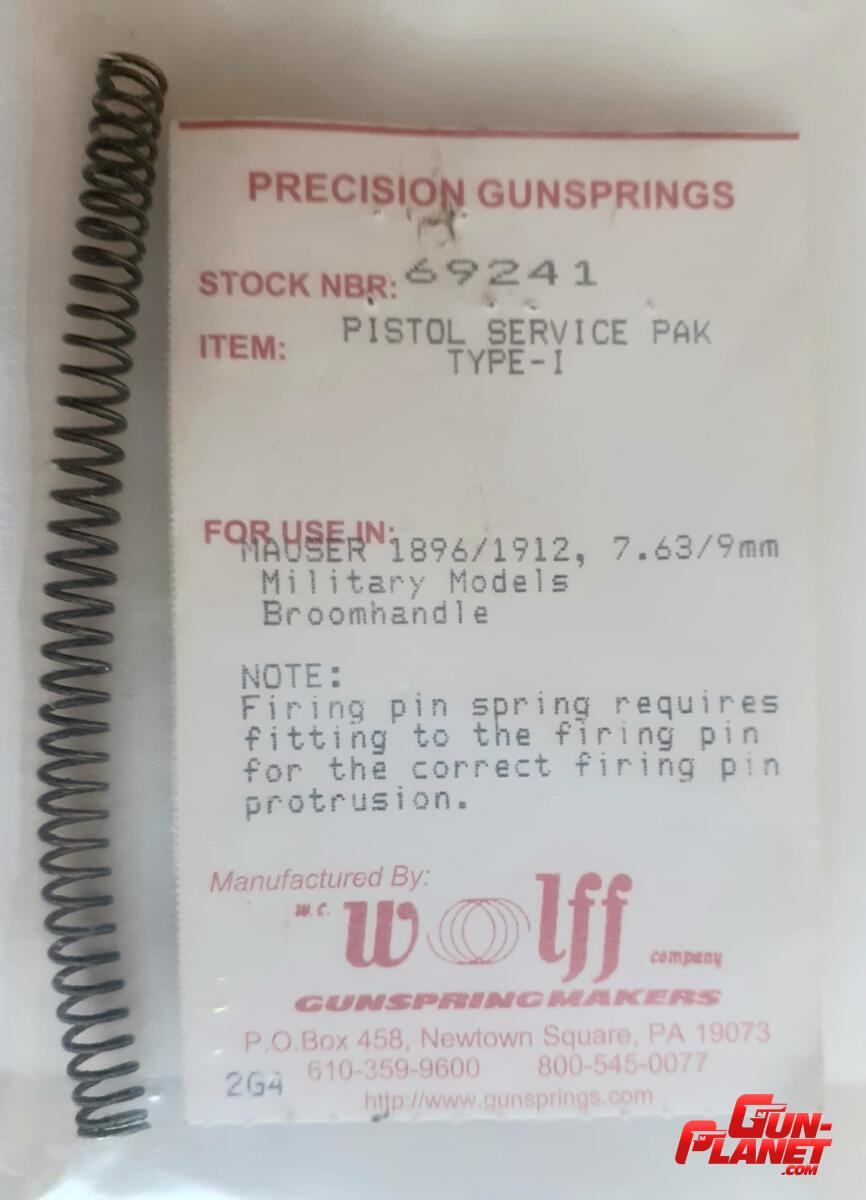 PRECISION GUNSPRINGS
STOCK NBR: 69241
ITEM: PISTOL SERVICE PAK
TYPE-I
FOR USE IN:
MAUSER 1896/1912, 7.63/9mm
Military Models
Broomhandle
NOTE:
Firing pin spring requires
fitting to the firing pin
for the correct firing pin
protrusion.
Manufactured By:
W.C. Wolff company
GUNSPRINGMAKERS
P.O.Box 458, Newtown Square, PA 19073
610-359-9600 800-545-0077
2G4
http://www.gunsprings.com
GUN-
PLANET
.COM